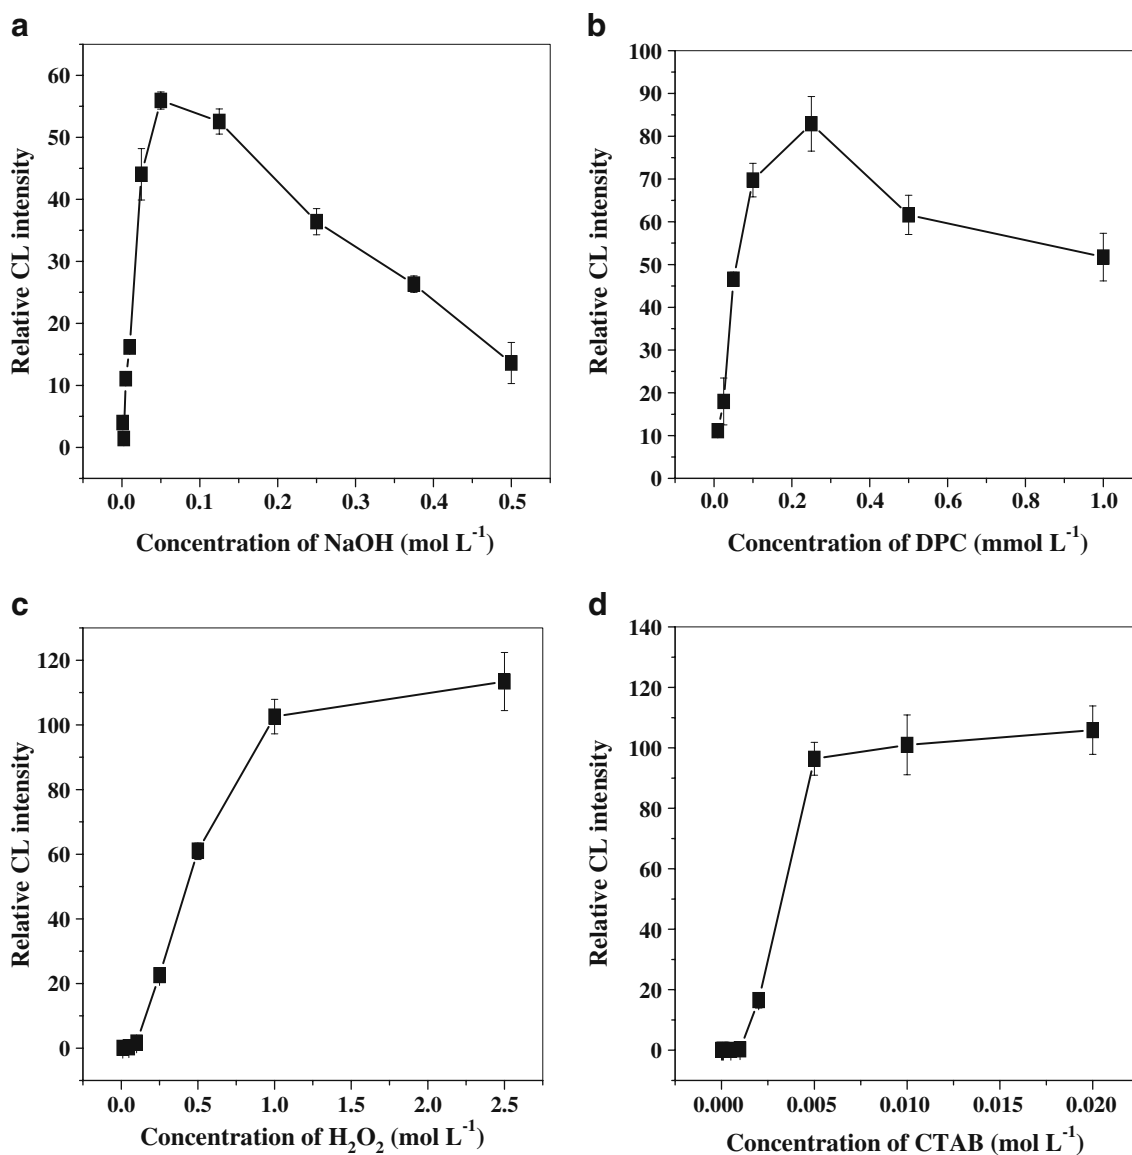 a
60
50
40
30
20
10
0
Relative CL intensity
0.0 0.1 0.2 0.3 0.4 0.5
Concentration of NaOH (mol L⁻¹)
b
100
90
80
70
60
50
40
30
20
10
0
Relative CL intensity
0.0 0.2 0.4 0.6 0.8 1.0
Concentration of DPC (mmol L⁻¹)
c
120
100
80
60
40
20
0
Relative CL intensity
0.0 0.5 1.0 1.5 2.0 2.5
Concentration of H₂O₂ (mol L⁻¹)
d
140
120
100
80
60
40
20
0
Relative CL intensity
0.000 0.005 0.010 0.015 0.020
Concentration of CTAB (mol L⁻¹)